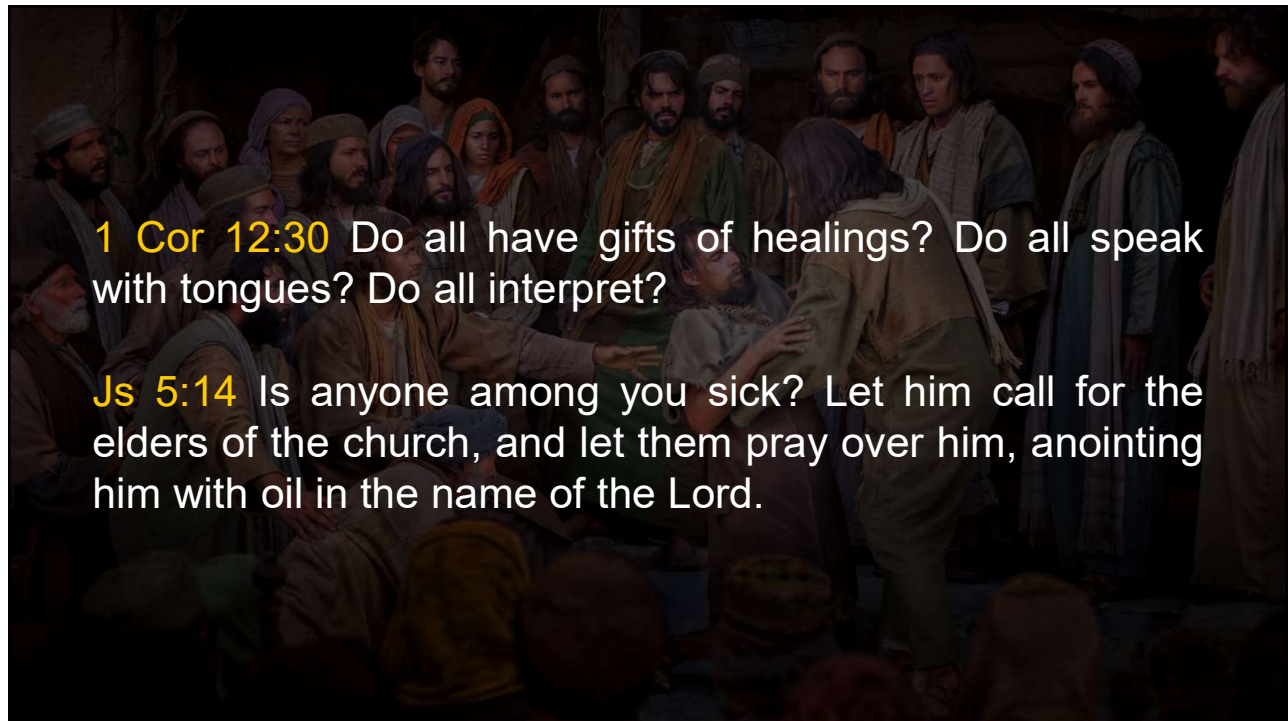 1 Cor 12:30 Do all have gifts of healings? Do all speak
with tongues? Do all interpret?
Js 5:14 Is anyone among you sick? Let him call for the
elders of the church, and let them pray over him, anointing
him with oil in the name of the Lord.